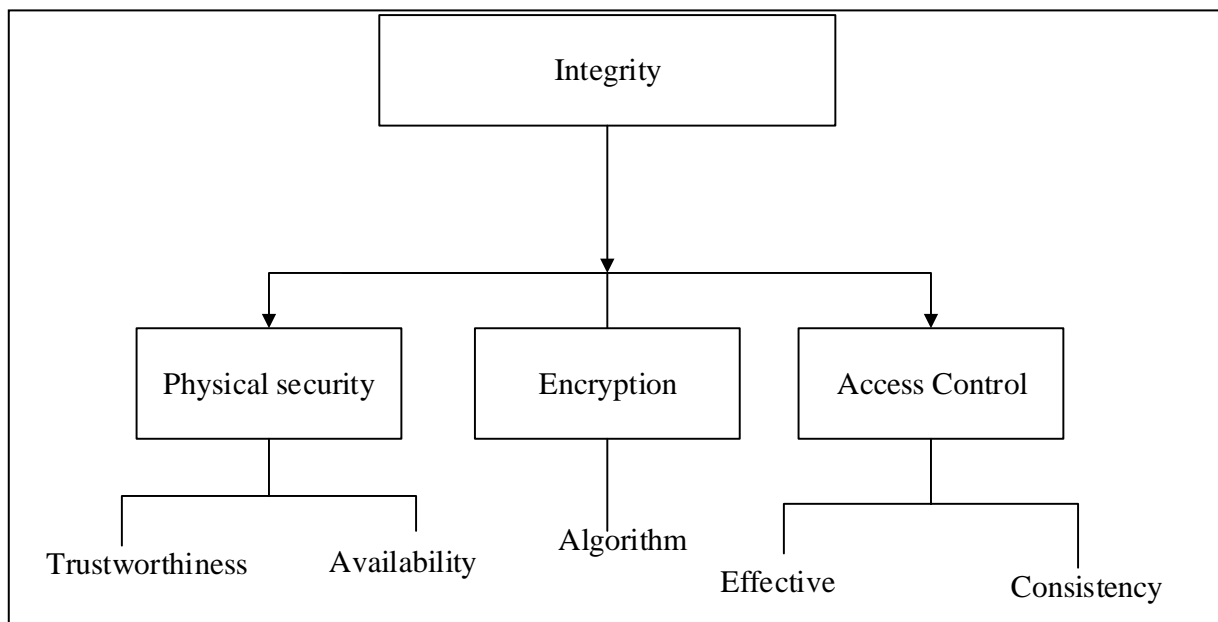 Integrity
Physical security
Encryption
Access Control
Trustworthiness
Availability
Algorithm
Effective
Consistency